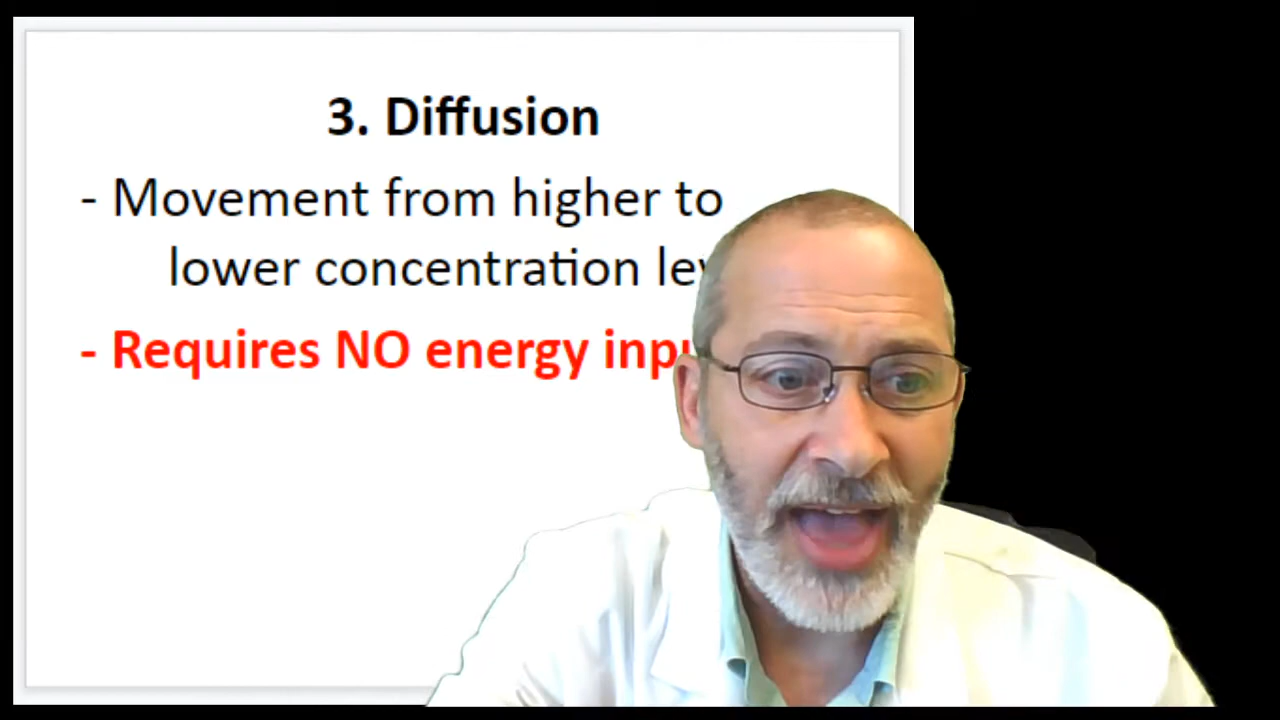 3. Diffusion
- Movement from higher to
lower concentration
- Requires NO energy